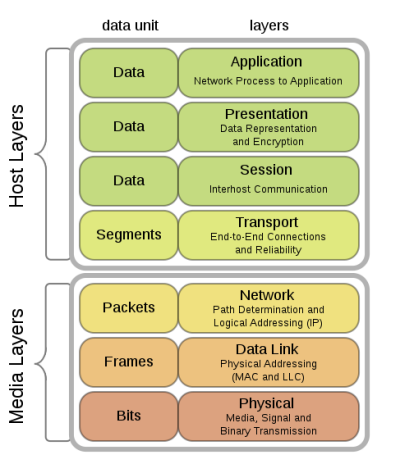 data unit layers
Host Layers
Data
Application
Network Process to Application
Data
Presentation
Data Representation
and Encryption
Data
Session
Interhost Communication
Segments
Transport
End-to-End Connections
and Reliability
Media Layers
Packets
Network
Path Determination and
Logical Addressing (IP)
Frames
Data Link
Physical Addressing
(MAC and LLC)
Bits
Physical
Media, Signal and
Binary Transmission